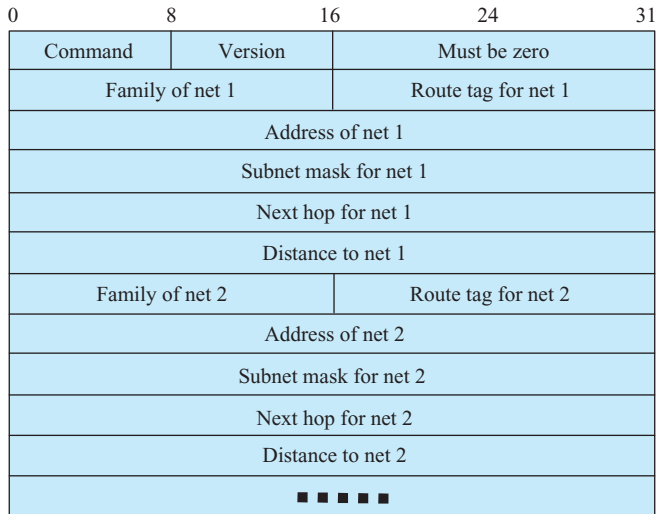 0 8 16 24 31
Command Version Must be zero
Family of net 1 Route tag for net 1
Address of net 1
Subnet mask for net 1
Next hop for net 1
Distance to net 1
Family of net 2 Route tag for net 2
Address of net 2
Subnet mask for net 2
Next hop for net 2
Distance to net 2